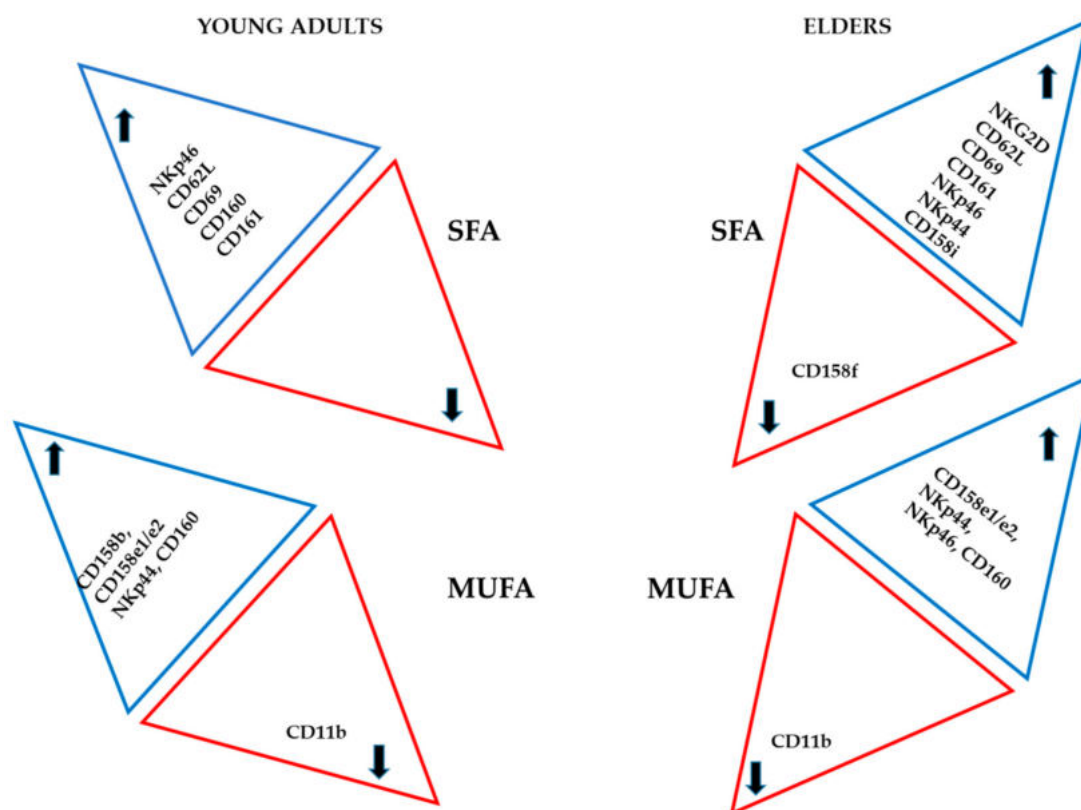 YOUNG ADULTS
ELDERS
NKp46
CD62L
CD69
CD160
CD161
SFA
SFA
NKG2D
CD62L
CD69
CD161
NKp46
NKp44
CD158i
CD158f
CD158b,
CD158e1/e2
NKp44, CD160
MUFA
CD11b
MUFA
CD158e1/e2,
NKp44,
NKp46, CD160
CD11b